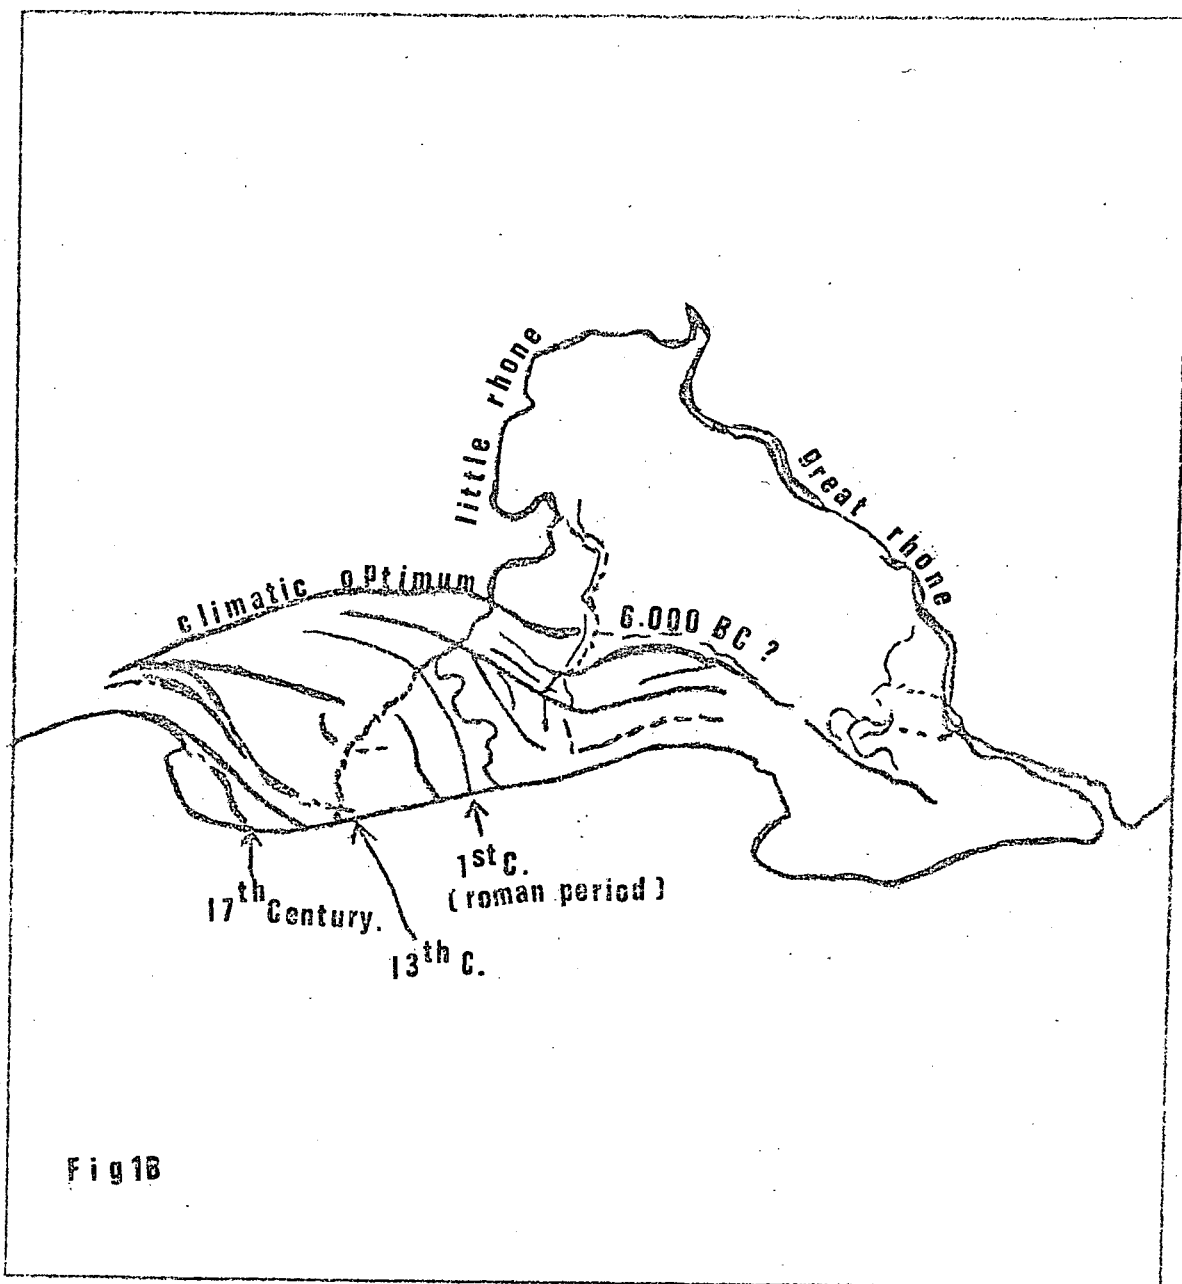 little rhone
great rhone
climatic optimum
6.000 BC ?
1st C.
(roman period)
17th Century.
13th C.
Fig1B